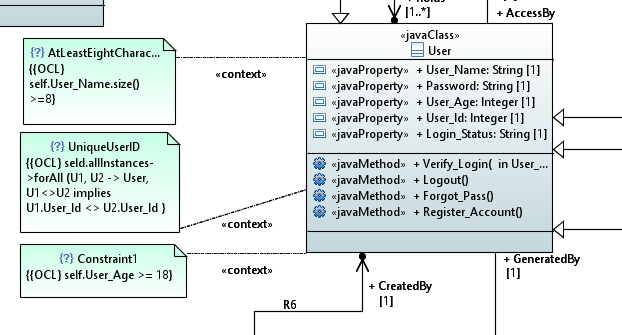 [1..*]
+ AccessBy
«javaClass»
User
{?} AtLeastEightCharac...
{{OCL}
self.User_Name.size()
>=8}
«context»
«javaProperty» + User_Name: String [1]
«javaProperty» + Password: String [1]
«javaProperty» + User_Age: Integer [1]
«javaProperty» + User_Id: Integer [1]
«javaProperty» + Login_Status: String [1]
{?} UniqueUserID
{{OCL} seld.allInstances-
>forAll (U1, U2 -> User,
U1<>U2 implies
U1.User_Id <> U2.User_Id }
«context»
«javaMethod» + Verify_Login( in User_...
«javaMethod» + Logout()
«javaMethod» + Forgot_Pass()
«javaMethod» + Register_Account()
{?} Constraint1
{{OCL} self.User_Age >= 18}
«context»
+ GeneratedBy
[1]
+ CreatedBy
[1]
R6